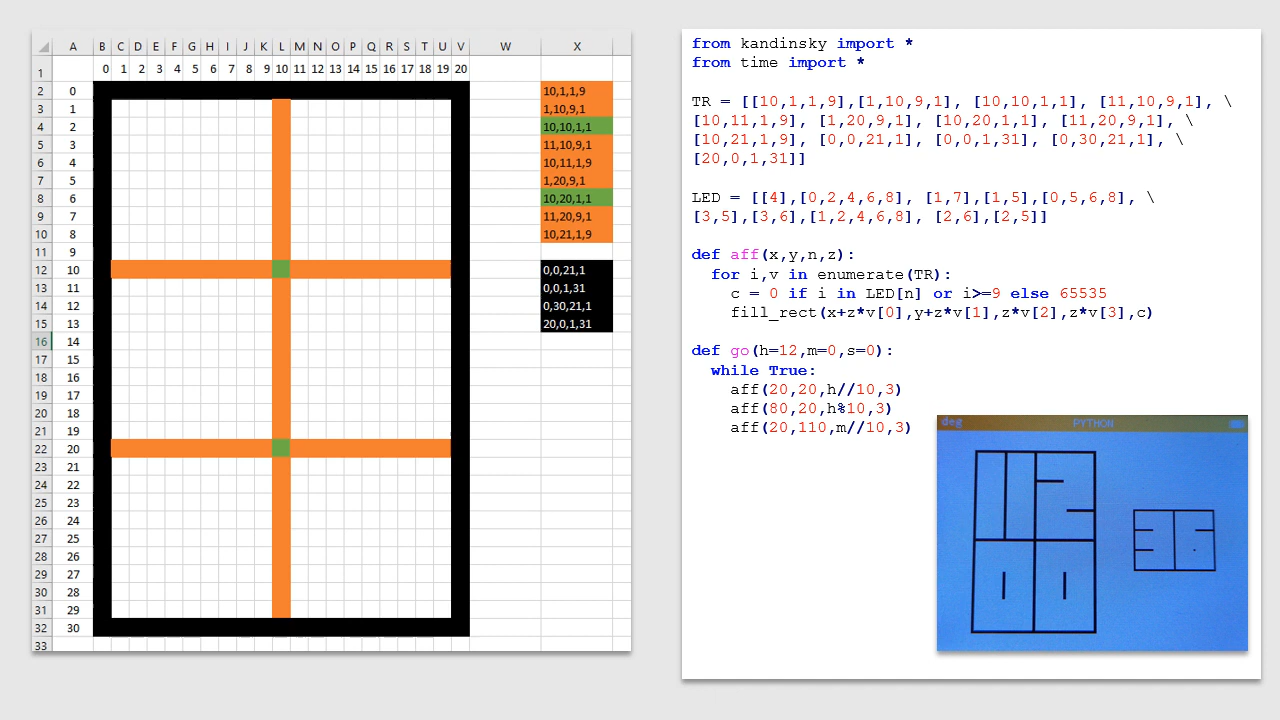 A B C D E F G H I J K L M N O P Q R S T U V W X
1 0 1 2 3 4 5 6 7 8 9 10 11 12 13 14 15 16 17 18 19 20
2 0 10,1,1,9
3 1 1,10,9,1
4 2 10,10,1,1
5 3 11,10,9,1
6 4 10,11,1,9
7 5 1,20,9,1
8 6 10,20,1,1
9 7 11,20,9,1
10 8 10,21,1,9
11 9
12 10 0,0,21,1
13 11 0,0,1,31
14 12 0,30,21,1
15 13 20,0,1,31
16 14
17 15
18 16
19 17
20 18
21 19
22 20
23 21
24 22
25 23
26 24
27 25
28 26
29 27
30 28
31 29
32 30
33
from kandinsky import *
from time import *
TR = [[10,1,1,9],[1,10,9,1], [10,10,1,1], [11,10,9,1], \
[10,11,1,9], [1,20,9,1], [10,20,1,1], [11,20,9,1], \
[10,21,1,9], [0,0,21,1], [0,0,1,31], [0,30,21,1], \
[20,0,1,31]]
LED = [[4],[0,2,4,6,8], [1,7],[1,5],[0,5,6,8], \
[3,5],[3,6],[1,2,4,6,8], [2,6],[2,5]]
def aff(x,y,n,z):
for i,v in enumerate(TR):
c = 0 if i in LED[n] or i>=9 else 65535
fill_rect(x+z*v[0],y+z*v[1],z*v[2],z*v[3],c)
def go(h=12,m=0,s=0):
while True:
aff(20,20,h//10,3)
aff(80,20,h%10,3)
aff(20,110,m//10,3)
deg PYTHON